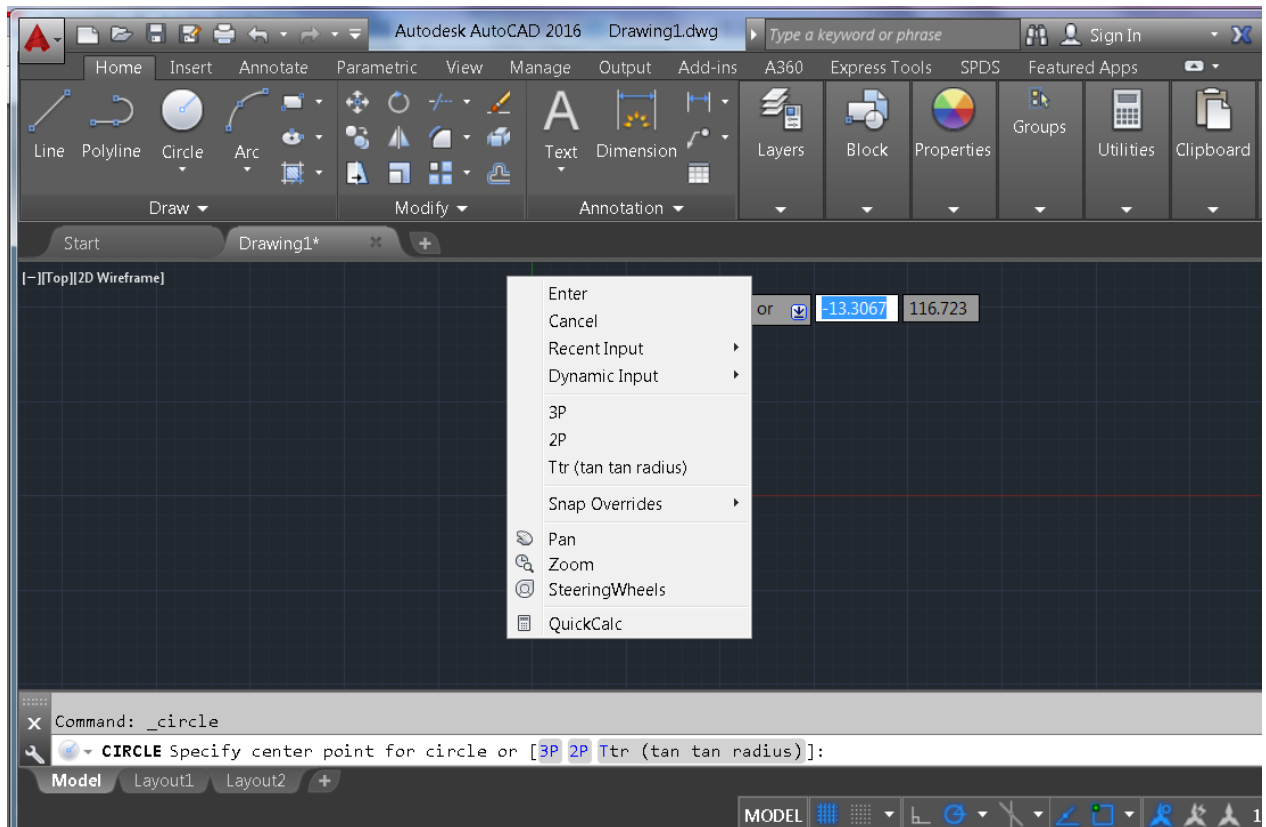 Autodesk AutoCAD 2016 Drawing1.dwg Type a keyword or phrase Sign In
Home Insert Annotate Parametric View Manage Output Add-ins A360 Express Tools SPDS Featured Apps
Line Polyline Circle Arc Text Dimension Layers Block Properties Groups Utilities Clipboard
Draw Modify Annotation
Start Drawing1*
[−][Top][2D Wireframe]
Enter
Cancel
Recent Input
Dynamic Input
3P
2P
Ttr (tan tan radius)
Snap Overrides
Pan
Zoom
SteeringWheels
QuickCalc
or -13.3067 116.723
Command: _circle
CIRCLE Specify center point for circle or [3P 2P Ttr (tan tan radius)]:
Model Layout1 Layout2
MODEL 1